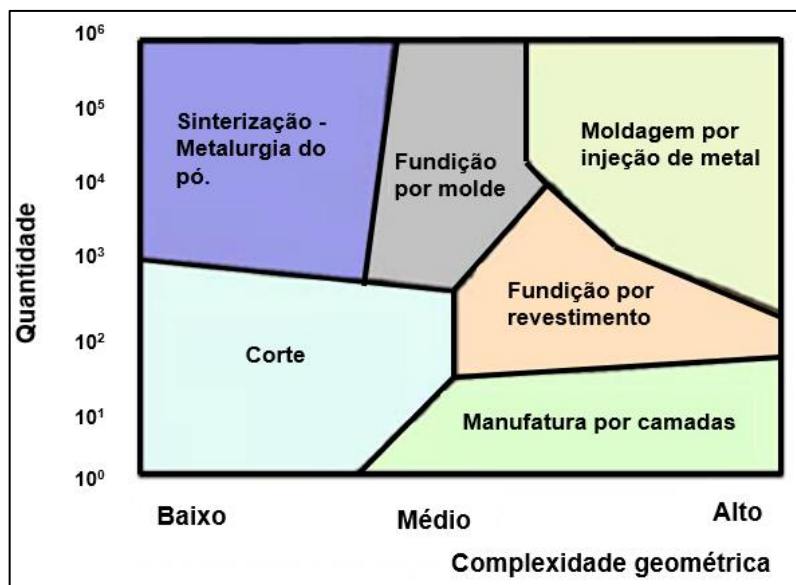 10⁶
10⁵
10⁴
10³
10²
10¹
10⁰
Quantidade
Sinterização -
Metalurgia do
pó.
Fundição
por molde
Moldagem por
injeção de metal
Fundição por
revestimento
Corte
Manufatura por camadas
Baixo
Médio
Alto
Complexidade geométrica